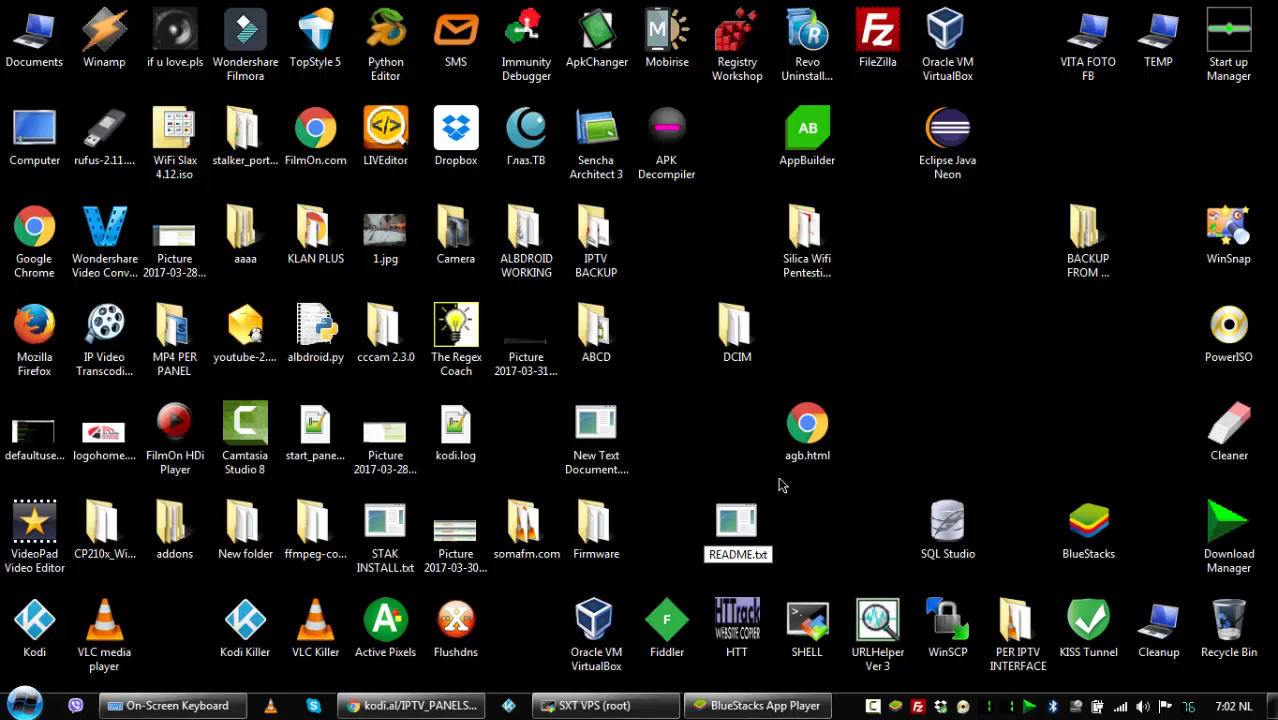 Documents
Winamp
if u love.pls
Wondershare
Filmora
TopStyle 5
Python
Editor
SMS
Immunity
Debugger
ApkChanger
Mobirise
Registry
Workshop
Revo
Uninstall...
FileZilla
Oracle VM
VirtualBox
VITA FOTO
FB
TEMP
Start up
Manager
Computer
rufus-2.11....
WiFi Slax
4.12.iso
stalker_port...
FilmOn.com
LIVEditor
Dropbox
Глаз.ТВ
Sencha
Architect 3
APK
Decompiler
AB
AppBuilder
Eclipse Java
Neon
Google
Chrome
Wondershare
Video Conv...
Picture
2017-03-28...
aaaa
KLAN PLUS
1.jpg
Camera
ALBDROID
WORKING
IPTV
BACKUP
Silica Wifi
Pentesti...
BACKUP
FROM ...
WinSnap
Mozilla
Firefox
IP Video
Transcodi...
MP4 PER
PANEL
youtube-2....
albdroid.py
cccam 2.3.0
The Regex
Coach
Picture
2017-03-31...
ABCD
DCIM
PowerISO
defaultuse...
logohome....
FilmOn HDi
Player
Camtasia
Studio 8
start_pane...
Picture
2017-03-28...
kodi.log
New Text
Document....
agb.html
Cleaner
VideoPad
Video Editor
CP210x_Wi...
addons
New folder
ffmpeg-co...
STAK
INSTALL.txt
Picture
2017-03-30...
somafm.com
Firmware
README.txt
SQL Studio
BlueStacks
Download
Manager
Kodi
VLC media
player
Kodi Killer
VLC Killer
Active Pixels
Flushdns
Oracle VM
VirtualBox
F
Fiddler
HTTrack
WEBSITE COPIER
HTT
SHELL
URLHelper
Ver 3
WinSCP
PER IPTV
INTERFACE
KISS Tunnel
Cleanup
Recycle Bin
On-Screen Keyboard
kodi.al/IPTV_PANELS...
SXT VPS (root)
BlueStacks App Player
76
7:02 NL